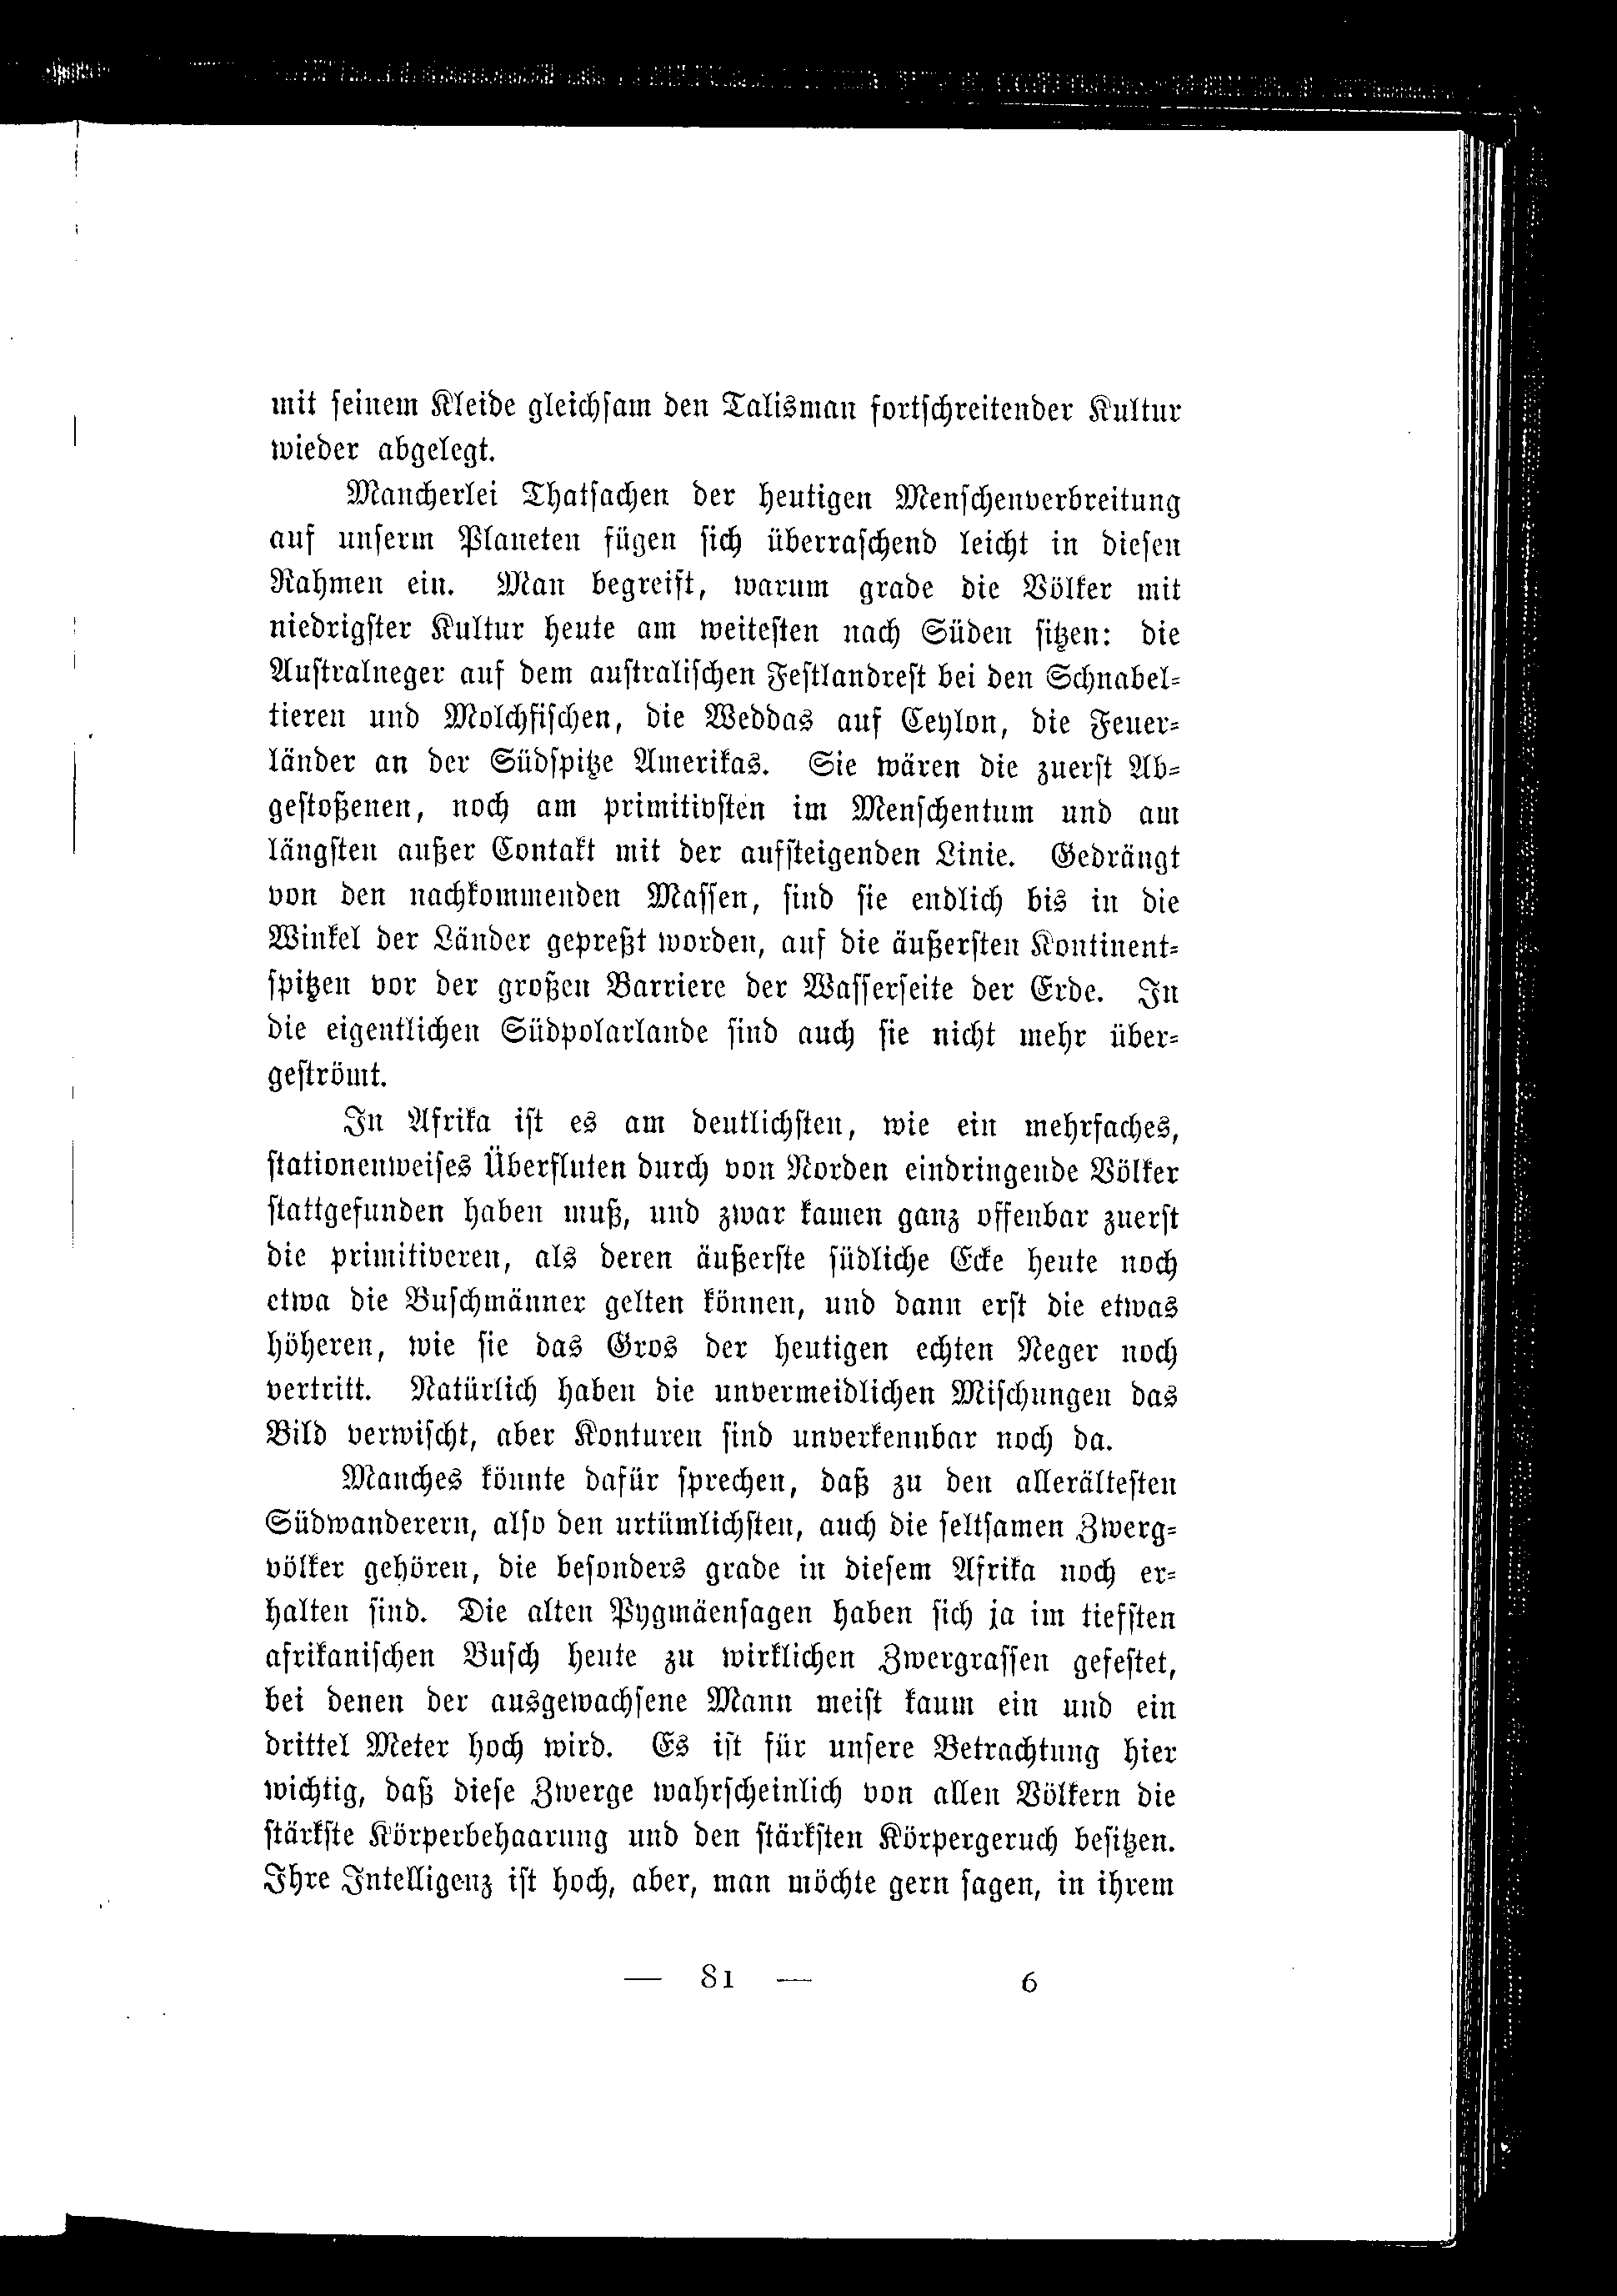 mit seinem Kleide gleichsam den Talisman fortschreitender Kultur
wieder abgelegt.
Mancherlei Thatsachen der heutigen Menschenverbreitung
auf unserm Planeten fügen sich überraschend leicht in diesen
Rahmen ein. Man begreift, warum grade die Völker mit
niedrigster Kultur heute am weitesten nach Süden sitzen: die
Australneger auf dem australischen Festlandrest bei den Schnabel-
tieren und Molchfischen, die Weddas auf Ceylon, die Feuer-
länder an der Südspitze Amerikas. Sie wären die zuerst Ab-
gestoßenen, noch am primitivsten im Menschentum und am
längsten außer Contakt mit der aufsteigenden Linie. Gedrängt
von den nachkommenden Massen, sind sie endlich bis in die
Winkel der Länder gepreßt worden, auf die äußersten Kontinent-
spitzen vor der großen Barriere der Wasserseite der Erde. In
die eigentlichen Südpolarlande sind auch sie nicht mehr über-
geströmt.
In Afrika ist es am deutlichsten, wie ein mehrfaches,
stationenweises Überfluten durch von Norden eindringende Völker
stattgefunden haben muß, und zwar kamen ganz offenbar zuerst
die primitiveren, als deren äußerste südliche Ecke heute noch
etwa die Buschmänner gelten können, und dann erst die etwas
höheren, wie sie das Gros der heutigen echten Neger noch
vertritt. Natürlich haben die unvermeidlichen Mischungen das
Bild verwischt, aber Konturen sind unverkennbar noch da.
Manches könnte dafür sprechen, daß zu den allerältesten
Südwanderern, also den urtümlichsten, auch die seltsamen Zwerg-
völker gehören, die besonders grade in diesem Afrika noch er-
halten sind. Die alten Pygmäensagen haben sich ja im tiefsten
afrikanischen Busch heute zu wirklichen Zwergrassen gefestet,
bei denen der ausgewachsene Mann meist kaum ein und ein
drittel Meter hoch wird. Es ist für unsere Betrachtung hier
wichtig, daß diese Zwerge wahrscheinlich von allen Völkern die
stärkste Körperbehaarung und den stärksten Körpergeruch besitzen.
Ihre Intelligenz ist hoch, aber, man möchte gern sagen, in ihrem
— 81 — 6